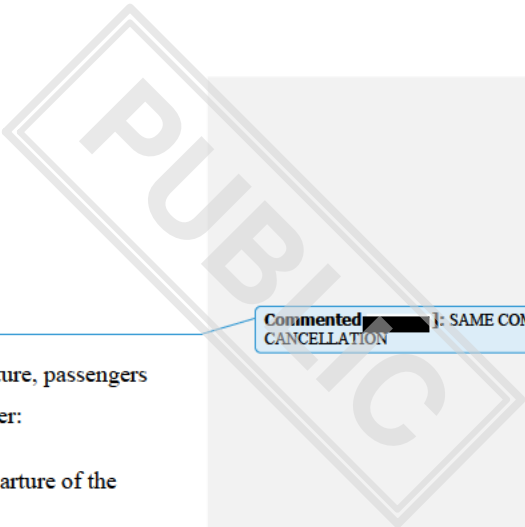 PUBLIC
Commented ]: SAME COM
CANCELLATION
ture, passengers
er:
arture of the